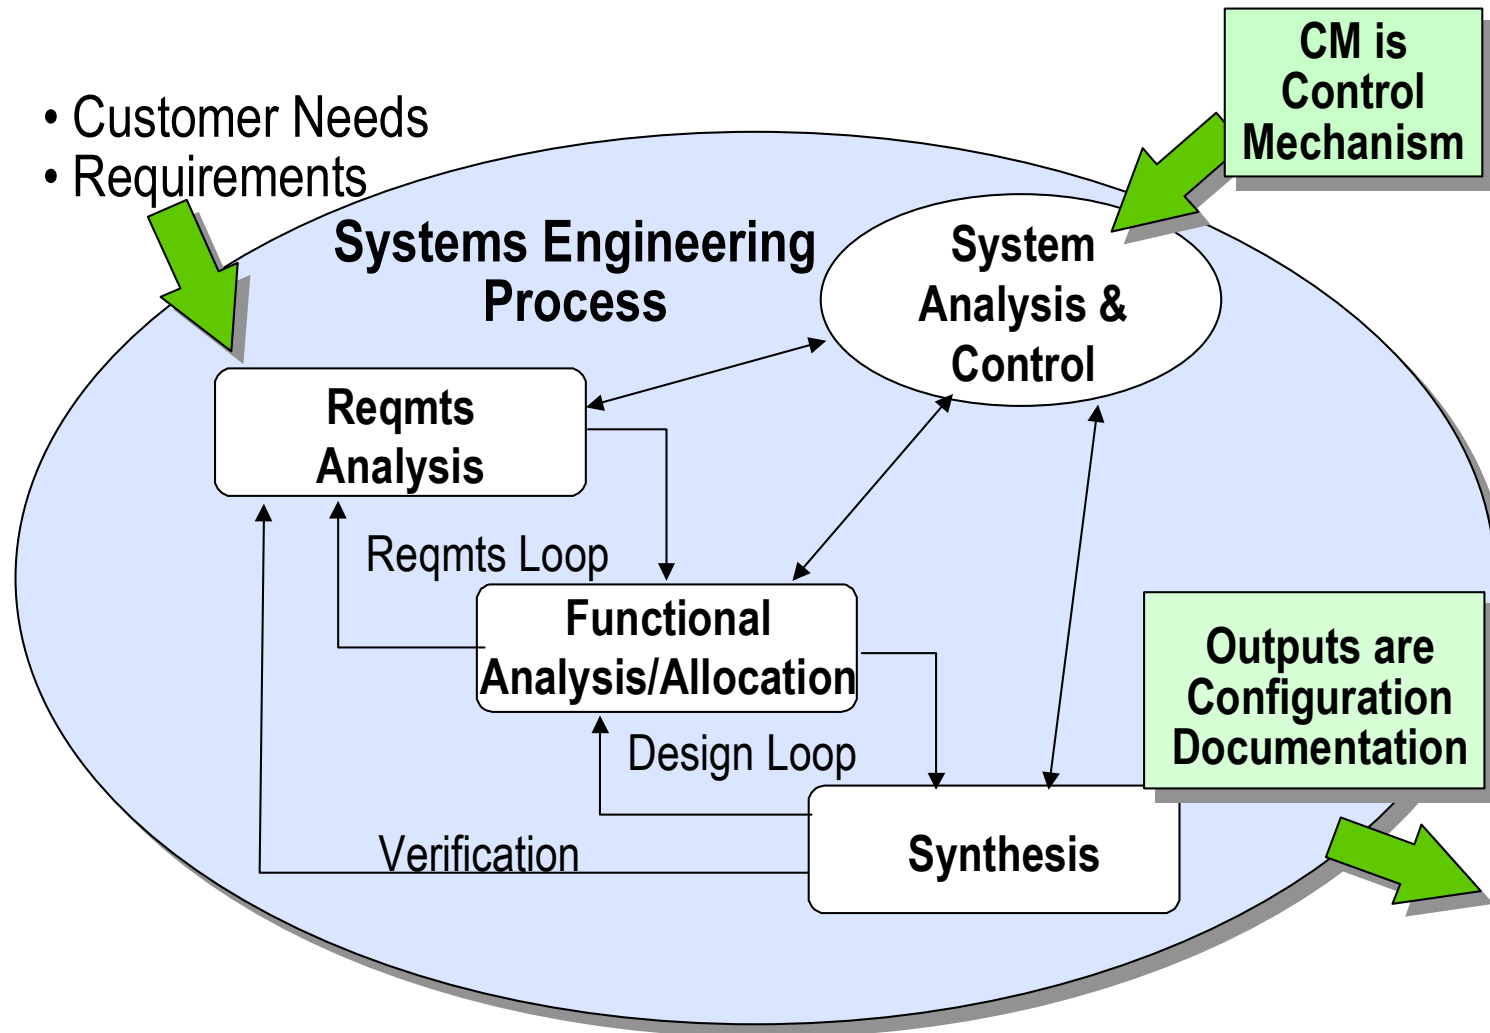 CM is
Control
Mechanism
• Customer Needs
• Requirements
Systems Engineering
Process
System
Analysis &
Control
Reqmts
Analysis
Reqmts Loop
Functional
Analysis/Allocation
Outputs are
Configuration
Documentation
Design Loop
Verification
Synthesis